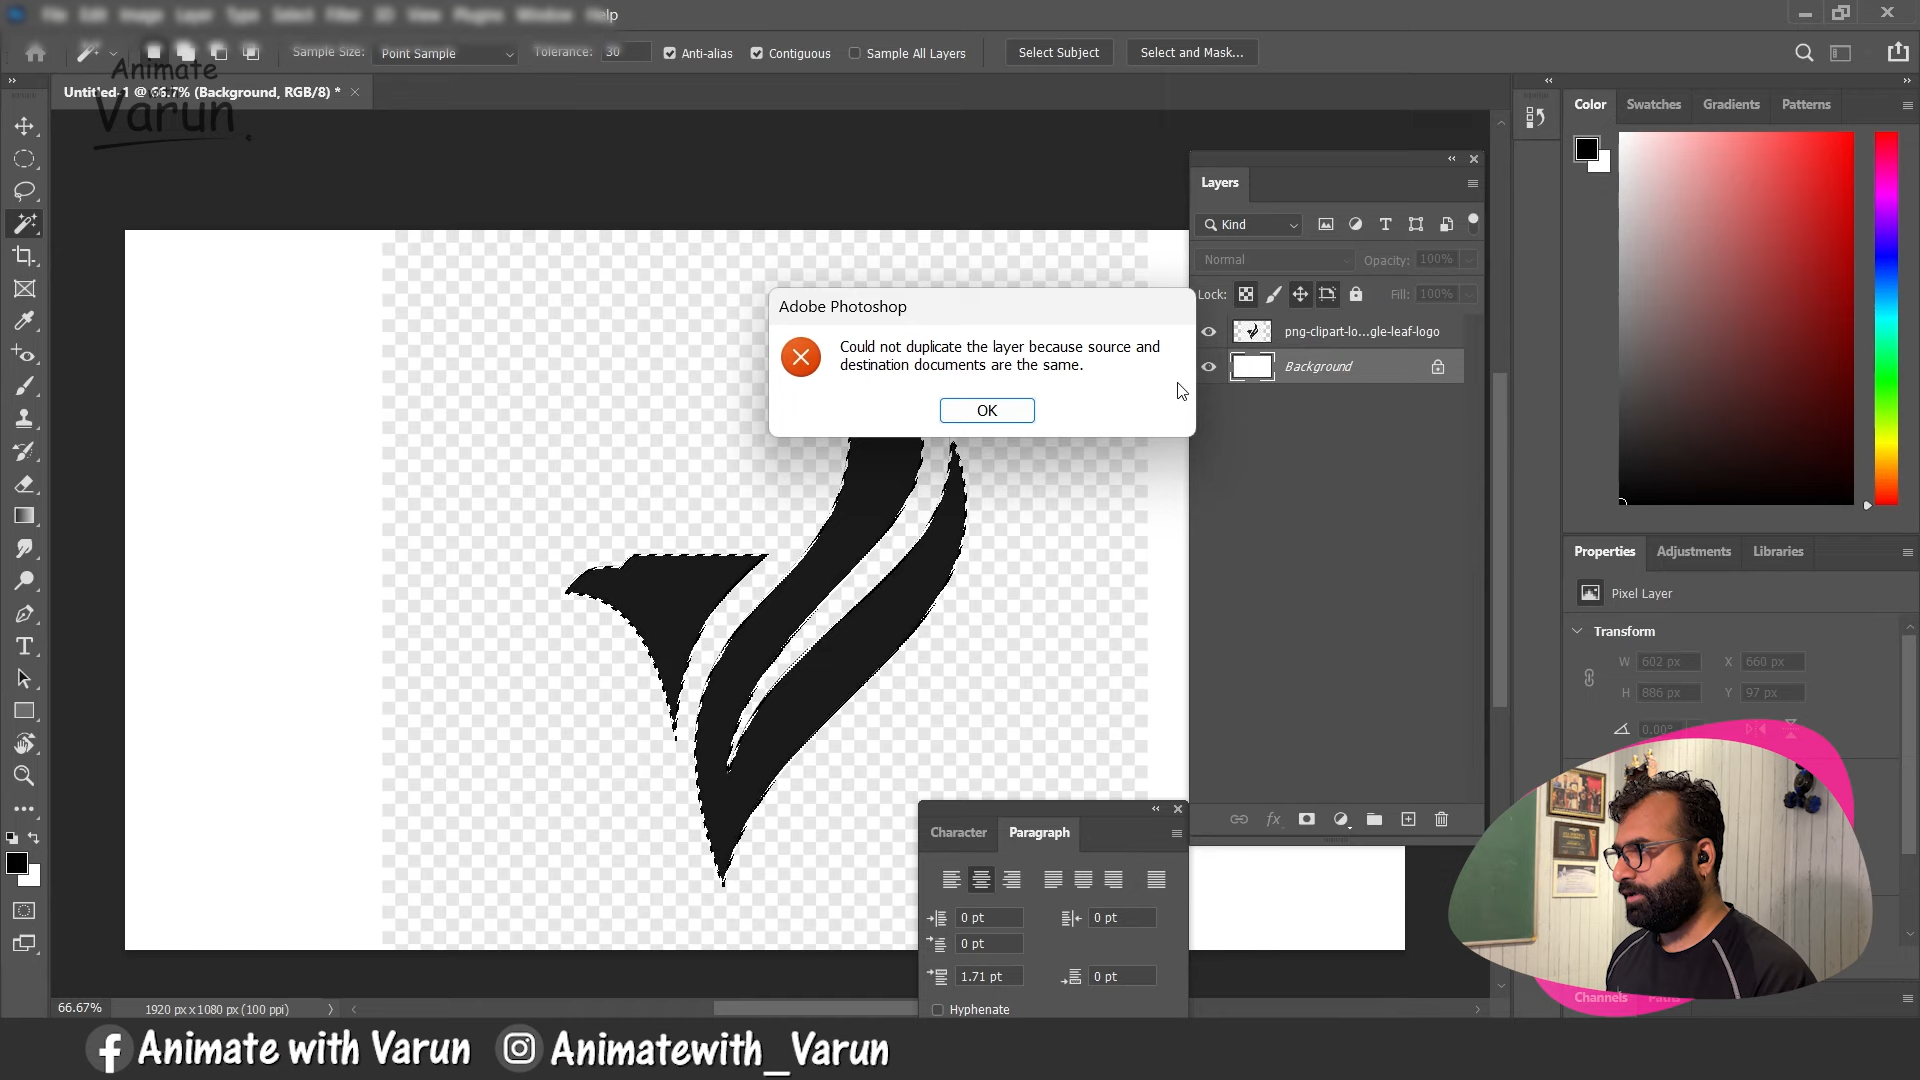 File Edit Image Layer Type Select Filter 3D View Plugins Window Help
Sample Size: Point Sample Tolerance: 30 Anti-alias Contiguous Sample All Layers Select Subject Select and Mask...
Animate
with
Varun
Untitled-1 @ 66.7% (Background, RGB/8) *
Color Swatches Gradients Patterns
Layers
Kind
Normal Opacity: 100%
Lock: Fill: 100%
png-clipart-lo...gle-leaf-logo
Background
Adobe Photoshop
Could not duplicate the layer because source and
destination documents are the same.
OK
Properties Adjustments Libraries
Pixel Layer
Transform
W 602 px X 660 px
H 886 px Y 97 px
0.00°
Character Paragraph
0 pt 0 pt
0 pt
1.71 pt 0 pt
Hyphenate
Channels Paths
66.67% 1920 px x 1080 px (100 ppi)
Animate with Varun Animatewith_Varun